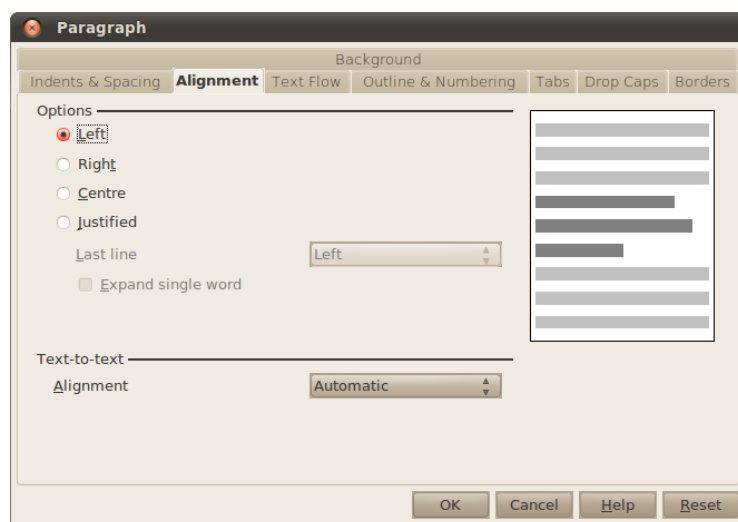 Paragraph
Background
Indents & Spacing Alignment Text Flow Outline & Numbering Tabs Drop Caps Borders
Options
Left
Right
Centre
Justified
Last line Left
Expand single word
Text-to-text
Alignment Automatic
OK Cancel Help Reset